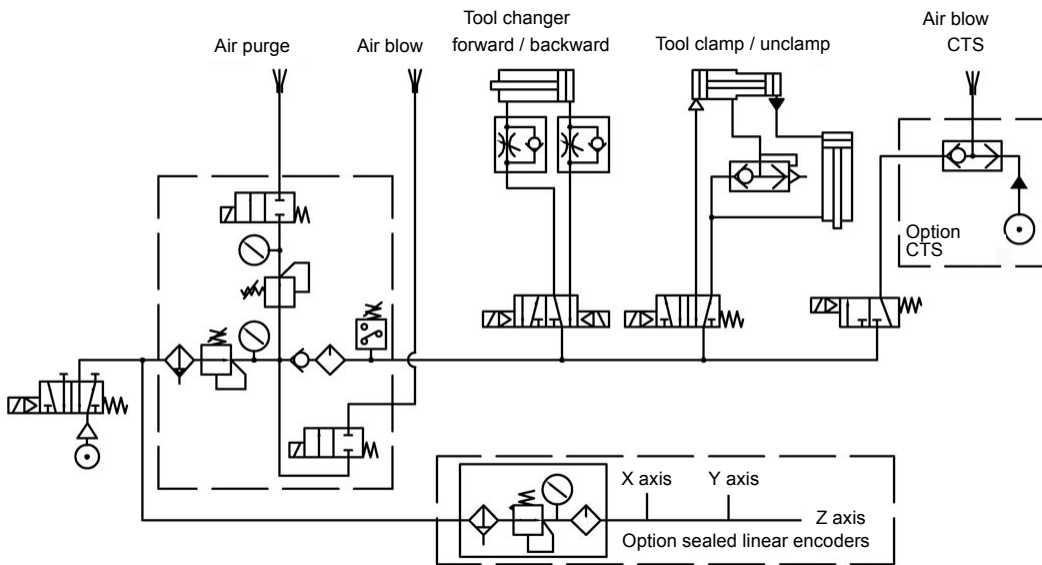 Tool changer
forward / backward
Air purge
Air blow
Tool clamp / unclamp
Air blow
CTS
Option
CTS
X axis
Y axis
Z axis
Option sealed linear encoders